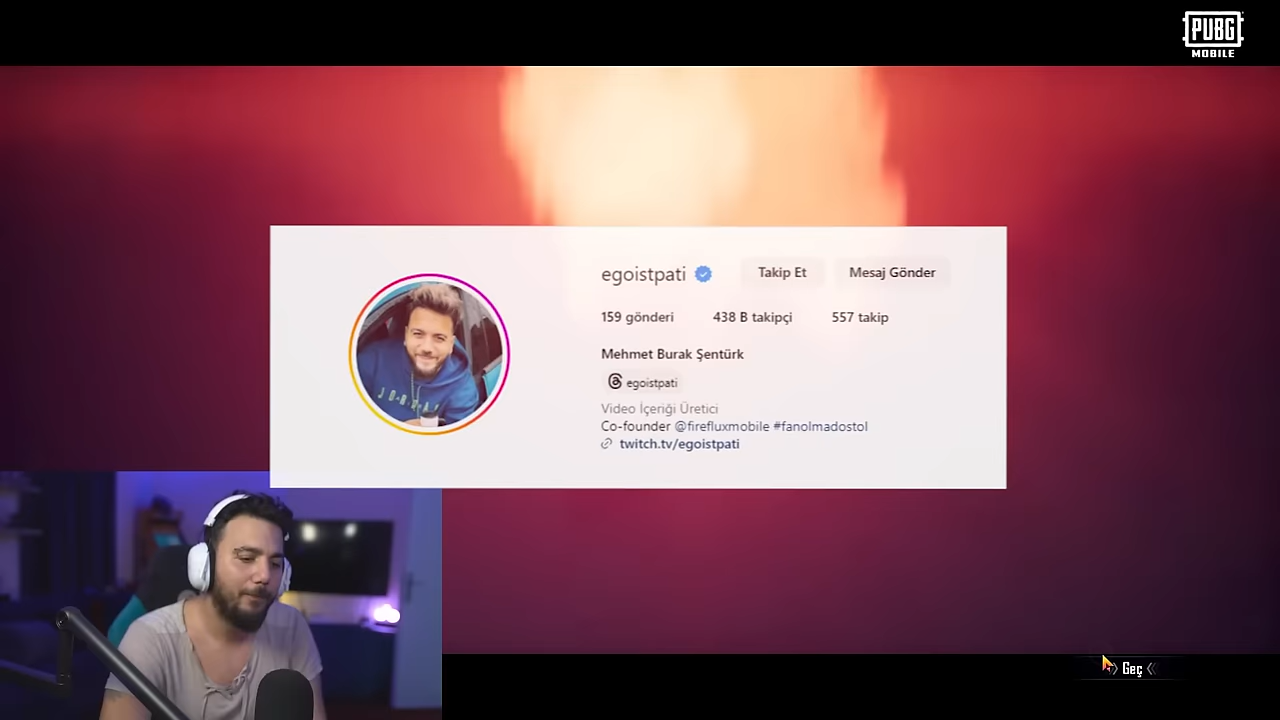 PUBG
MOBILE
egoistpati Takip Et Mesaj Gönder
159 gönderi 438 B takipçi 557 takip
Mehmet Burak Şentürk
egoistpati
Video İçeriği Üretici
Co-founder @firefluxmobile #fanolmadostol
twitch.tv/egoistpati
Geç